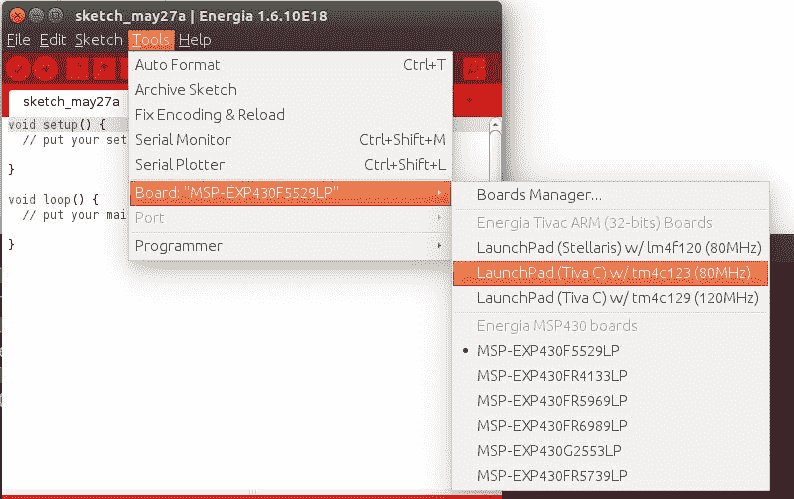 sketch_may27a | Energia 1.6.10E18
File Edit Sketch Tools Help
sketch_may27a
void setup() {
// put your set
}
void loop() {
// put your mai
}
Auto Format Ctrl+T
Archive Sketch
Fix Encoding & Reload
Serial Monitor Ctrl+Shift+M
Serial Plotter Ctrl+Shift+L
Board: "MSP-EXP430F5529LP"
Port
Programmer
Boards Manager...
Energia Tivac ARM (32-bits) Boards
LaunchPad (Stellaris) w/ lm4f120 (80MHz)
LaunchPad (Tiva C) w/ tm4c123 (80MHz)
LaunchPad (Tiva C) w/ tm4c129 (120MHz)
Energia MSP430 boards
MSP-EXP430F5529LP
MSP-EXP430FR4133LP
MSP-EXP430FR5969LP
MSP-EXP430FR6989LP
MSP-EXP430G2553LP
MSP-EXP430FR5739LP